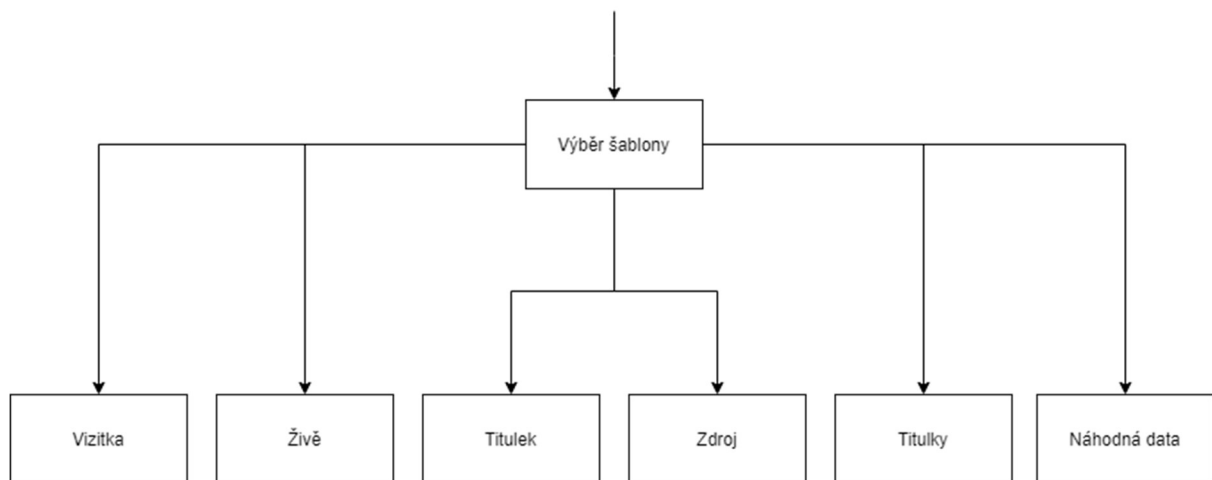 Výběr šablony
Vizitka
Živě
Titulek
Zdroj
Titulky
Náhodná data